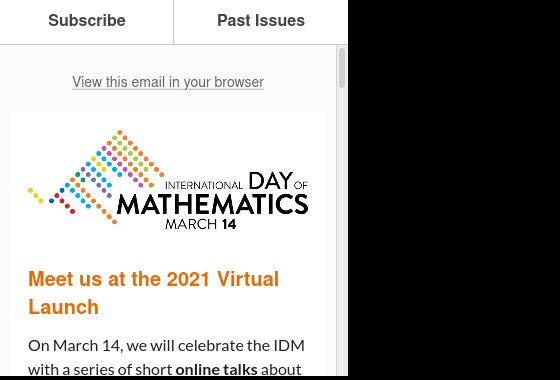 Subscribe
Past Issues
View this email in your browser
INTERNATIONAL DAY OF
MATHEMATICS
MARCH 14
Meet us at the 2021 Virtual
Launch
On March 14, we will celebrate the IDM
with a series of short online talks about